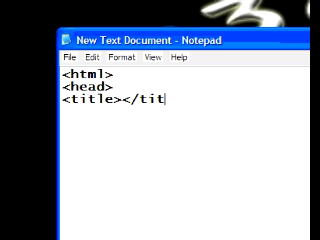 New Text Document - Notepad
File Edit Format View Help
<html>
<head>
<title></tit